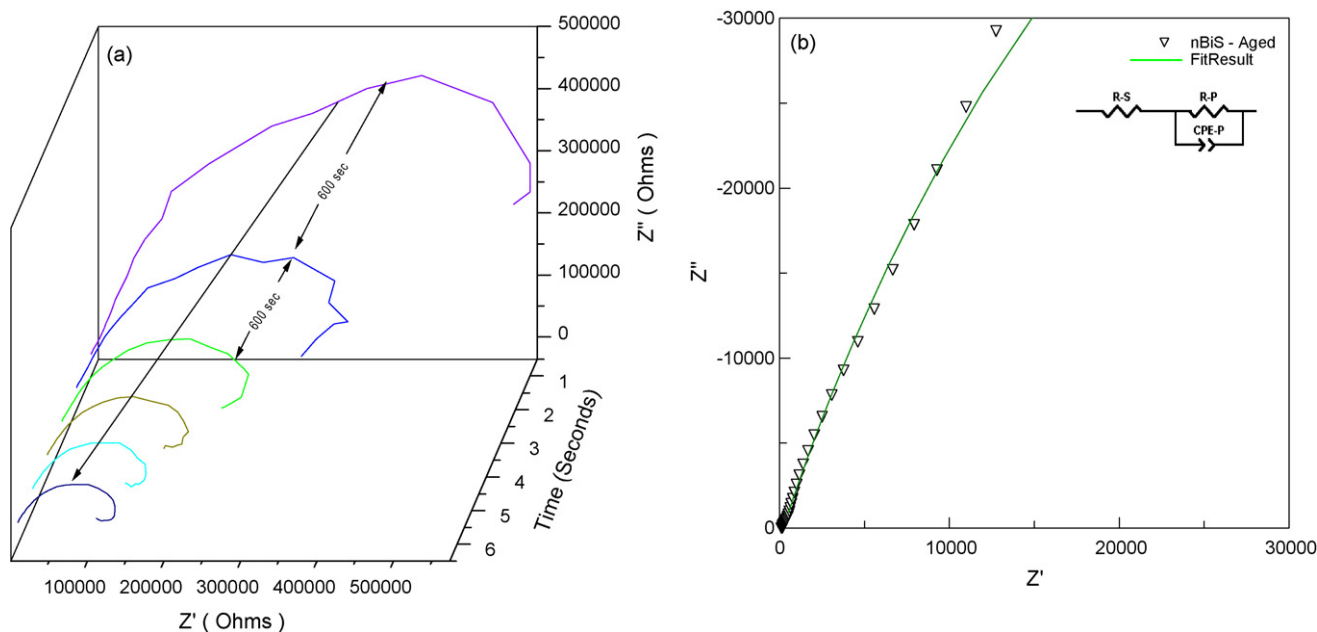 (a)
500000
400000
300000
200000
100000
0
Z'' ( Ohms )
600 sec
600 sec
1
2
3
4
5
6
Time (Seconds)
100000 200000 300000 400000 500000
Z' ( Ohms )
(b)
-30000
-20000
-10000
0
Z''
nBiS - Aged
FitResult
R-S
R-P
CPE-P
0 10000 20000 30000
Z'